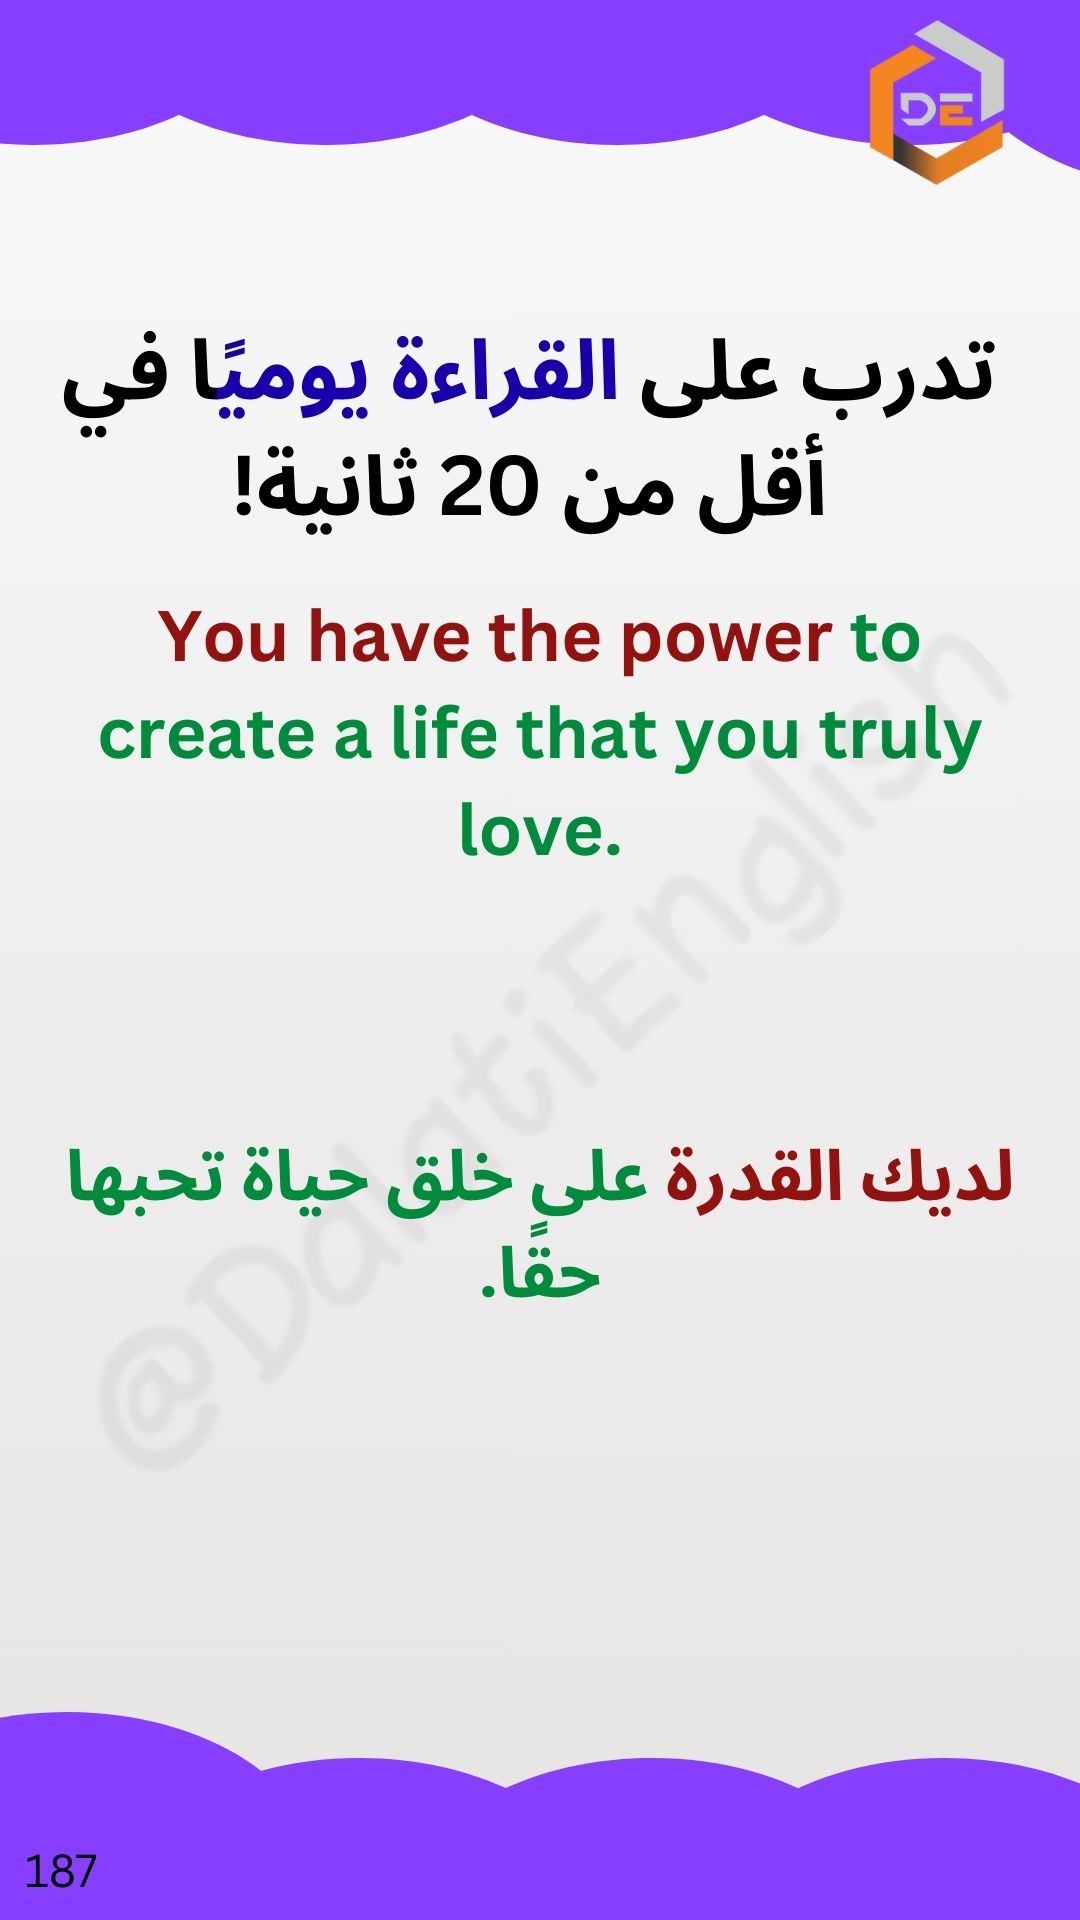 DE
تدرب على القراءة يوميًا في
أقل من 20 ثانية!
You have the power to
create a life that you truly
love.
@DalatiEnglish
لديك القدرة على خلق حياة تحبها
حقًا.
187